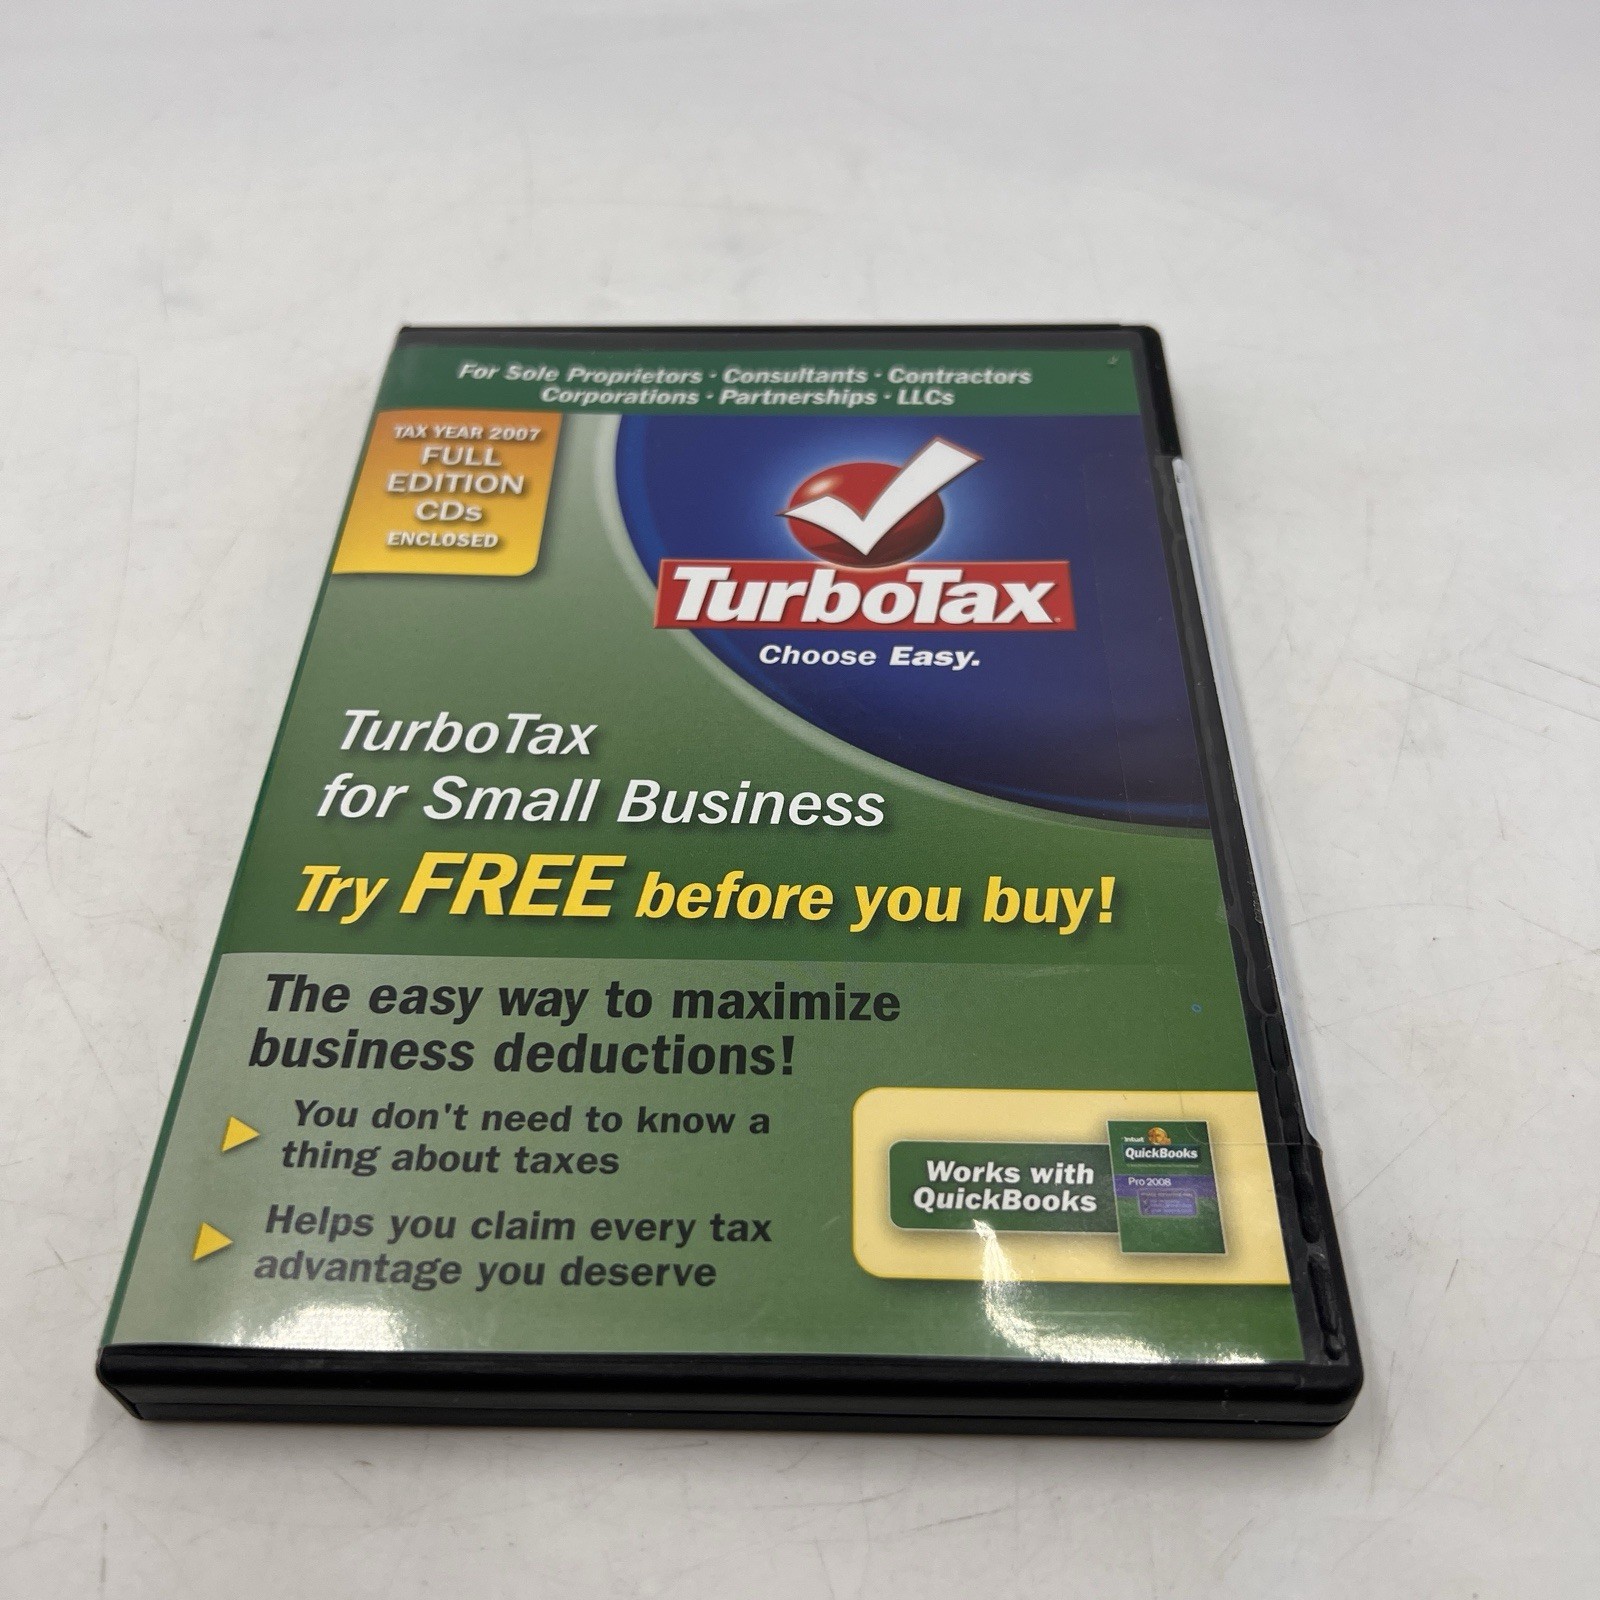 For Sole Proprietors · Consultants · Contractors
Corporations · Partnerships · LLCs
TAX YEAR 2007
FULL
EDITION
CDs
ENCLOSED
TurboTax
Choose Easy.
TurboTax
for Small Business
Try FREE before you buy!
The easy way to maximize
business deductions!
You don't need to know a
thing about taxes
Helps you claim every tax
advantage you deserve
Works with
QuickBooks
Intuit
QuickBooks
Pro 2008